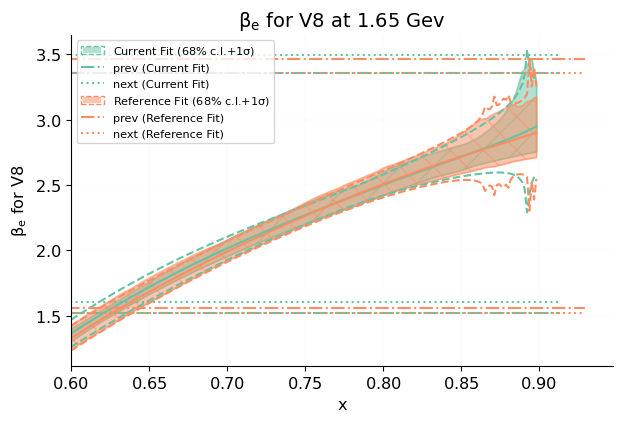 βe for V8 at 1.65 Gev
Current Fit (68% c.l.+1σ)
prev (Current Fit)
next (Current Fit)
Reference Fit (68% c.l.+1σ)
prev (Reference Fit)
next (Reference Fit)
βe for V8
3.5
3.0
2.5
2.0
1.5
0.60 0.65 0.70 0.75 0.80 0.85 0.90
x